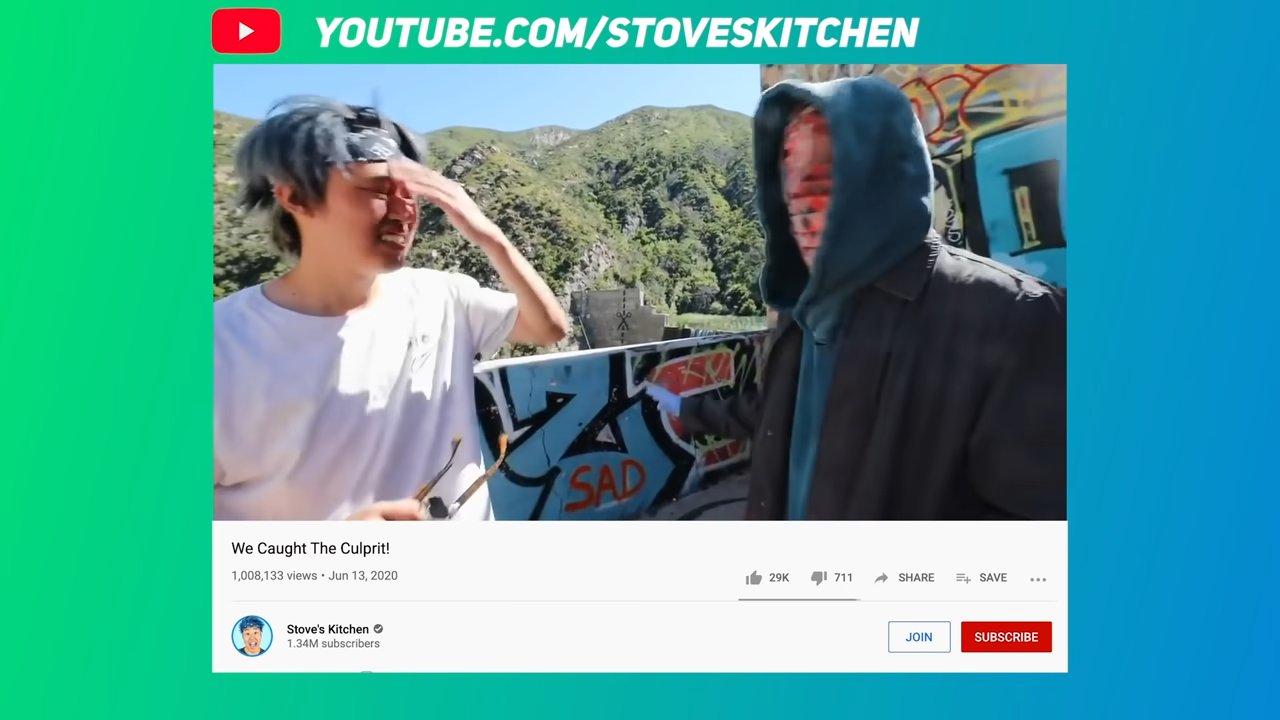 YOUTUBE.COM/STOVESKITCHEN
SAD
We Caught The Culprit!
1,008,133 views • Jun 13, 2020
29K
711
SHARE
SAVE
Stove's Kitchen
1.34M subscribers
JOIN
SUBSCRIBE